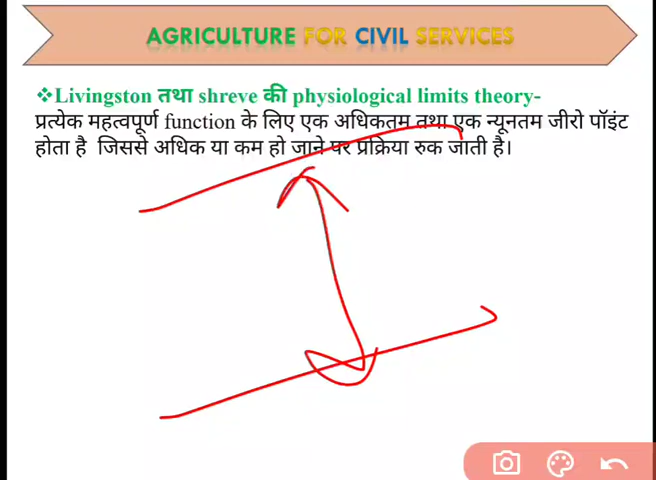 AGRICULTURE FOR CIVIL SERVICES
❖Livingston तथा shreve की physiological limits theory-
प्रत्येक महत्वपूर्ण function के लिए एक अधिकतम तथा एक न्यूनतम जीरो पॉइंट
होता है जिससे अधिक या कम हो जाने पर प्रक्रिया रुक जाती है।